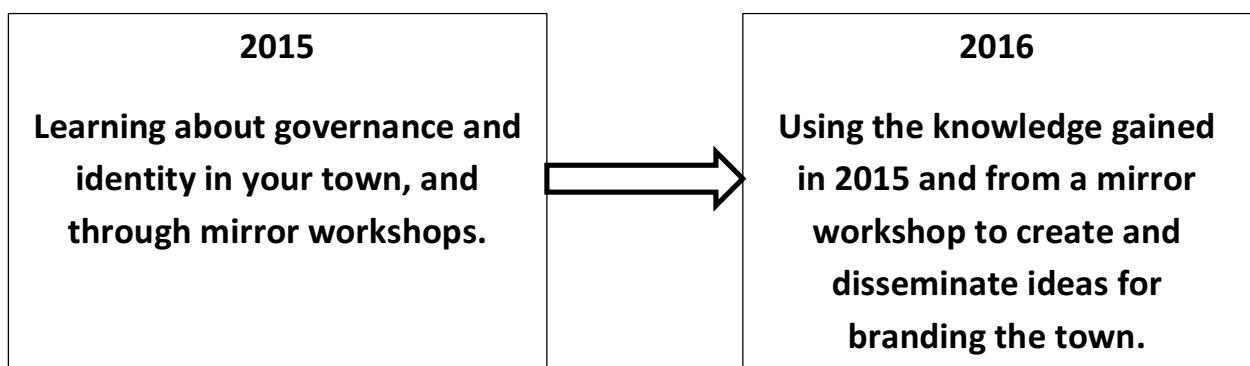 2015
Learning about governance and
identity in your town, and
through mirror workshops.
2016
Using the knowledge gained
in 2015 and from a mirror
workshop to create and
disseminate ideas for
branding the town.